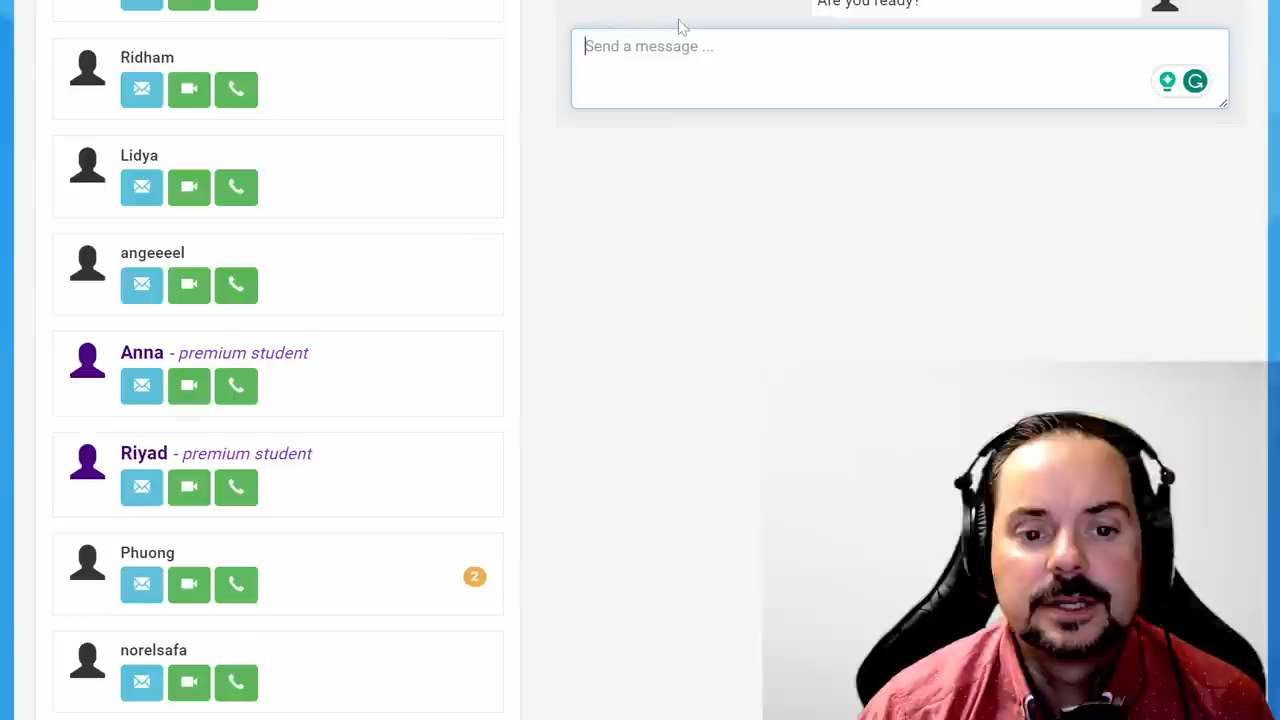 Are you ready?
Send a message ...
Ridham
Lidya
angeeeel
Anna - premium student
Riyad - premium student
Phuong
2
norelsafa